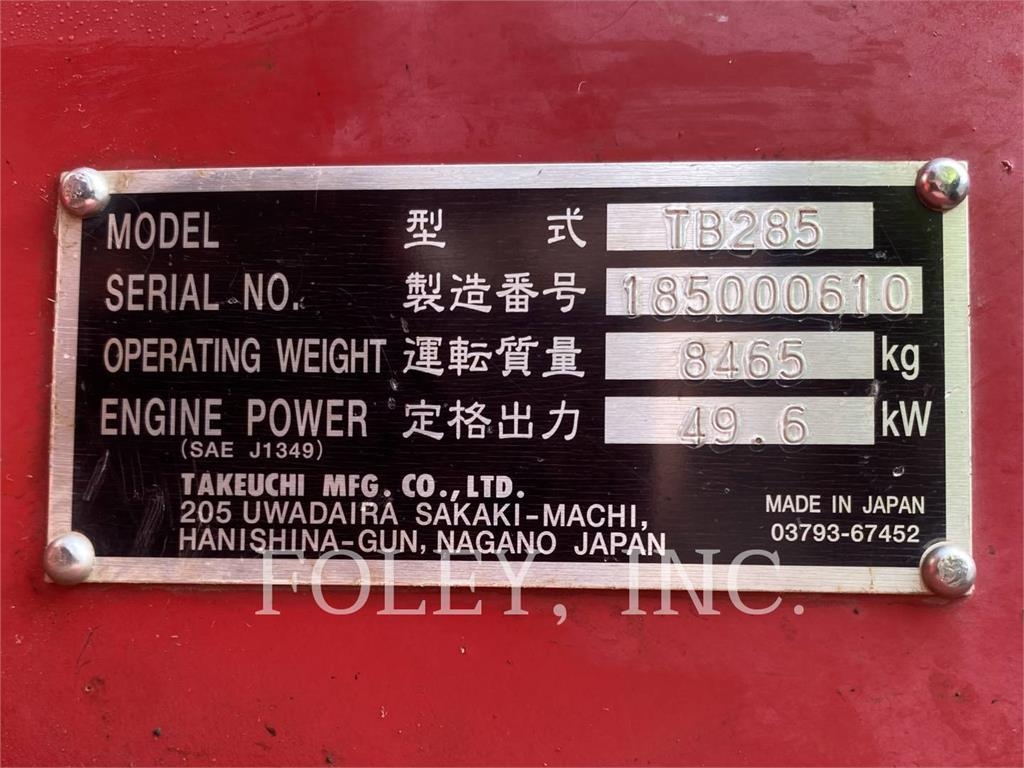 MODEL 型 式 TB285
SERIAL NO. 製造番号 185000610
OPERATING WEIGHT 運転質量 8465 kg
ENGINE POWER 定格出力 49.6 kW
(SAE J1349)
TAKEUCHI MFG. CO., LTD.
205 UWADAIRA SAKAKI-MACHI,
HANISHINA-GUN, NAGANO JAPAN
MADE IN JAPAN
03793-67452
FOLEY, INC.